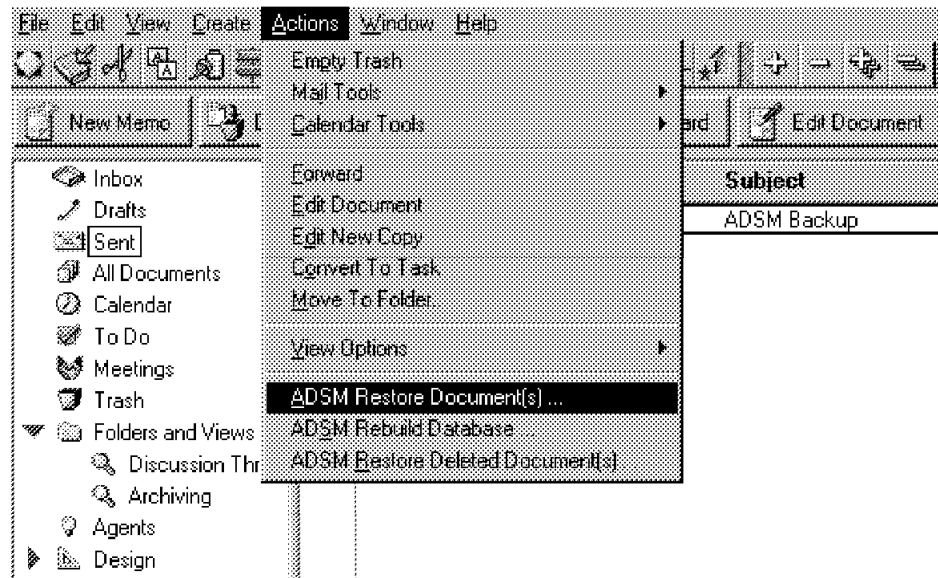 File Edit View Create Actions Window Help
New Memo
Edit Document
Inbox
Drafts
Sent
All Documents
Calendar
To Do
Meetings
Trash
Folders and Views
Discussion Thr
Archiving
Agents
Design
Empty Trash
Mail Tools
Calendar Tools
Forward
Edit Document
Edit New Copy
Convert To Task
Move To Folder...
View Options
ADSM Restore Document(s) ...
ADSM Rebuild Database ...
ADSM Restore Deleted Document(s)...
Subject
ADSM Backup